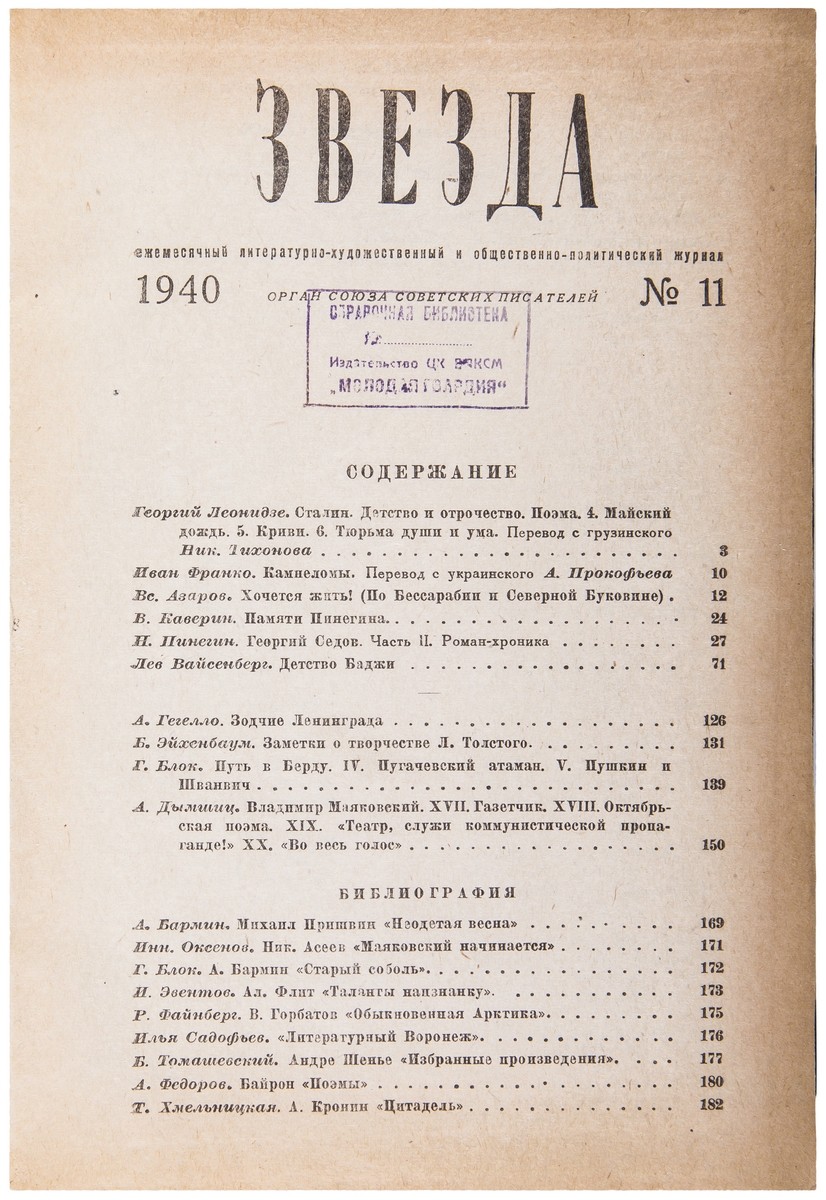 ЗВЕЗДА
ежемесячный литературно-художественный и общественно-политический журнал
1940 ОРГАН СОЮЗА СОВЕТСКИХ ПИСАТЕЛЕЙ № 11
СПРАВОЧНАЯ БИБЛИОТЕКА
Издательство ЦК ВЛКСМ
„МОЛОДАЯ ГВАРДИЯ“
СОДЕРЖАНИЕ
Георгий Леонидзе. Сталин. Детство и отрочество. Поэма. 4. Майский
дождь. 5. Криви. 6. Тюрьма души и ума. Перевод с грузинского
Ник. Тихонова . . . . . . . . . . . . . . . . . . . . . . . . . 3
Иван Франко. Камнеломы. Перевод с украинского А. Прокофьева 10
Вс. Азаров. Хочется жить! (По Бессарабии и Северной Буковине) . 12
В. Каверин. Памяти Пинегина. . . . . . . . . . . . . . . . . . . . 24
Н. Пинегин. Георгий Седов. Часть II. Роман-хроника . . . . . . . . 27
Лев Вайсенберг. Детство Баджи . . . . . . . . . . . . . . . . . . 71
А. Гегелло. Зодчие Ленинграда . . . . . . . . . . . . . . . . . . . 126
Б. Эйхенбаум. Заметки о творчестве Л. Толстого. . . . . . . . . . 131
Г. Блок. Путь в Берду. IV. Пугачевский атаман. V. Пушкин и
Шванвич . . . . . . . . . . . . . . . . . . . . . . . . . . . . 139
А. Дымшиц. Владимир Маяковский. XVII. Газетчик. XVIII. Октябрь-
ская поэма. XIX. «Театр, служи коммунистической пропа-
ганде!» XX. «Во весь голос» . . . . . . . . . . . . . . . . . . 150
БИБЛИОГРАФИЯ
А. Бармин. Михаил Пришвин «Неодетая весна» . . . . . . . . . . 169
Инн. Оксенов. Ник. Асеев «Маяковский начинается» . . . . . . . . 171
Г. Блок. А. Бармин «Старый соболь». . . . . . . . . . . . . . . . . 172
И. Эвентов. Ал. Флит «Таланты наизнанку». . . . . . . . . . . . 173
Р. Файнберг. Б. Горбатов «Обыкновенная Арктика». . . . . . . . . 175
Илья Садофьев. «Литературный Воронеж». . . . . . . . . . . . . . 176
Б. Томашевский. Андре Шенье «Избранные произведения». . . . 177
А. Федоров. Байрон «Поэмы» . . . . . . . . . . . . . . . . . . . . 180
Т. Хмельницкая. А. Кронин «Цитадель» . . . . . . . . . . . . . . 182